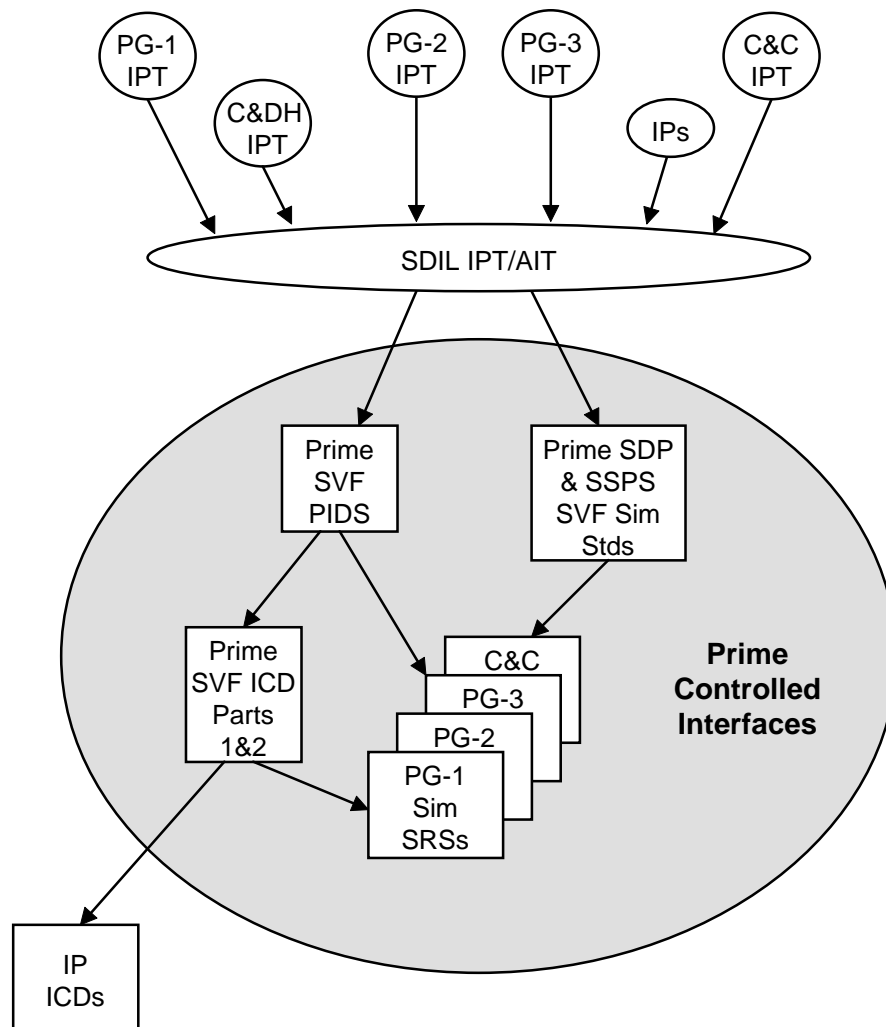 PG-1
IPT
C&DH
IPT
PG-2
IPT
PG-3
IPT
IPs
C&C
IPT
SDIL IPT/AIT
Prime
SVF
PIDS
Prime SDP
& SSPS
SVF Sim
Stds
Prime
SVF ICD
Parts
1&2
C&C
PG-3
PG-2
PG-1
Sim
SRSs
Prime
Controlled
Interfaces
IP
ICDs